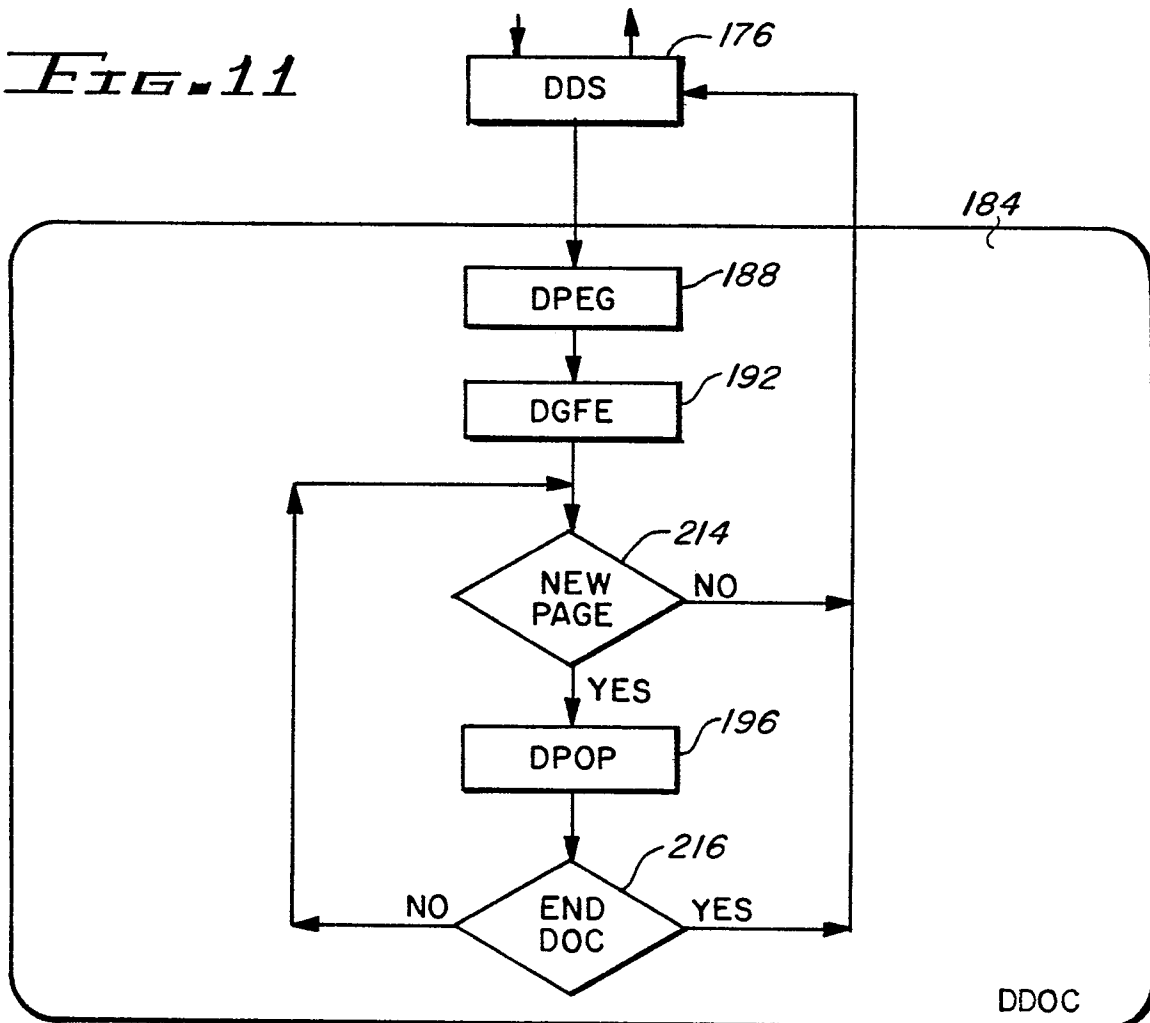 FIG. 11
176
DDS
184
DPEG
188
DGFE
192
214
NEW
PAGE
NO
YES
DPOP
196
216
NO
END
DOC
YES
DDOC